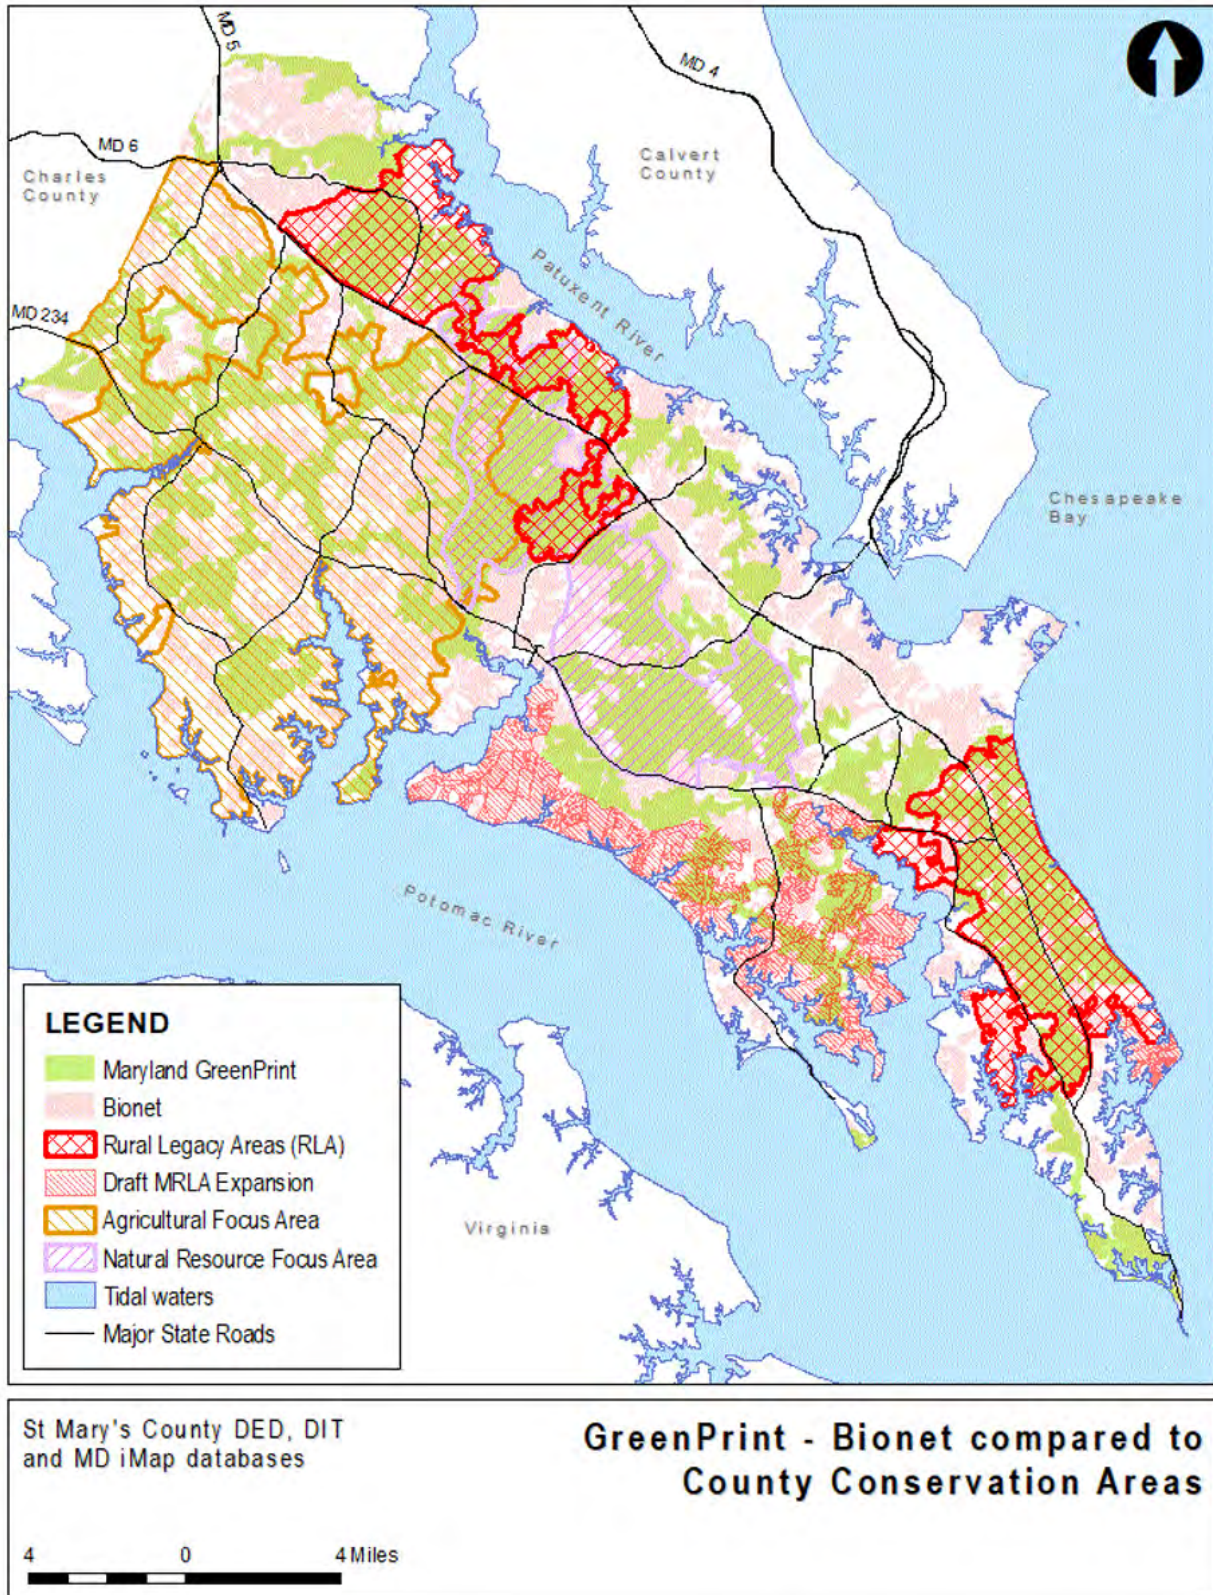 MD 5
MD 4
MD 6
Charles
County
Calvert
County
Patuxent River
MD 234
Chesapeake
Bay
Potomac River
Virginia
LEGEND
Maryland GreenPrint
Bionet
Rural Legacy Areas (RLA)
Draft MRLA Expansion
Agricultural Focus Area
Natural Resource Focus Area
Tidal waters
Major State Roads
St Mary's County DED, DIT
and MD iMap databases
GreenPrint - Bionet compared to
County Conservation Areas
4 0 4 Miles